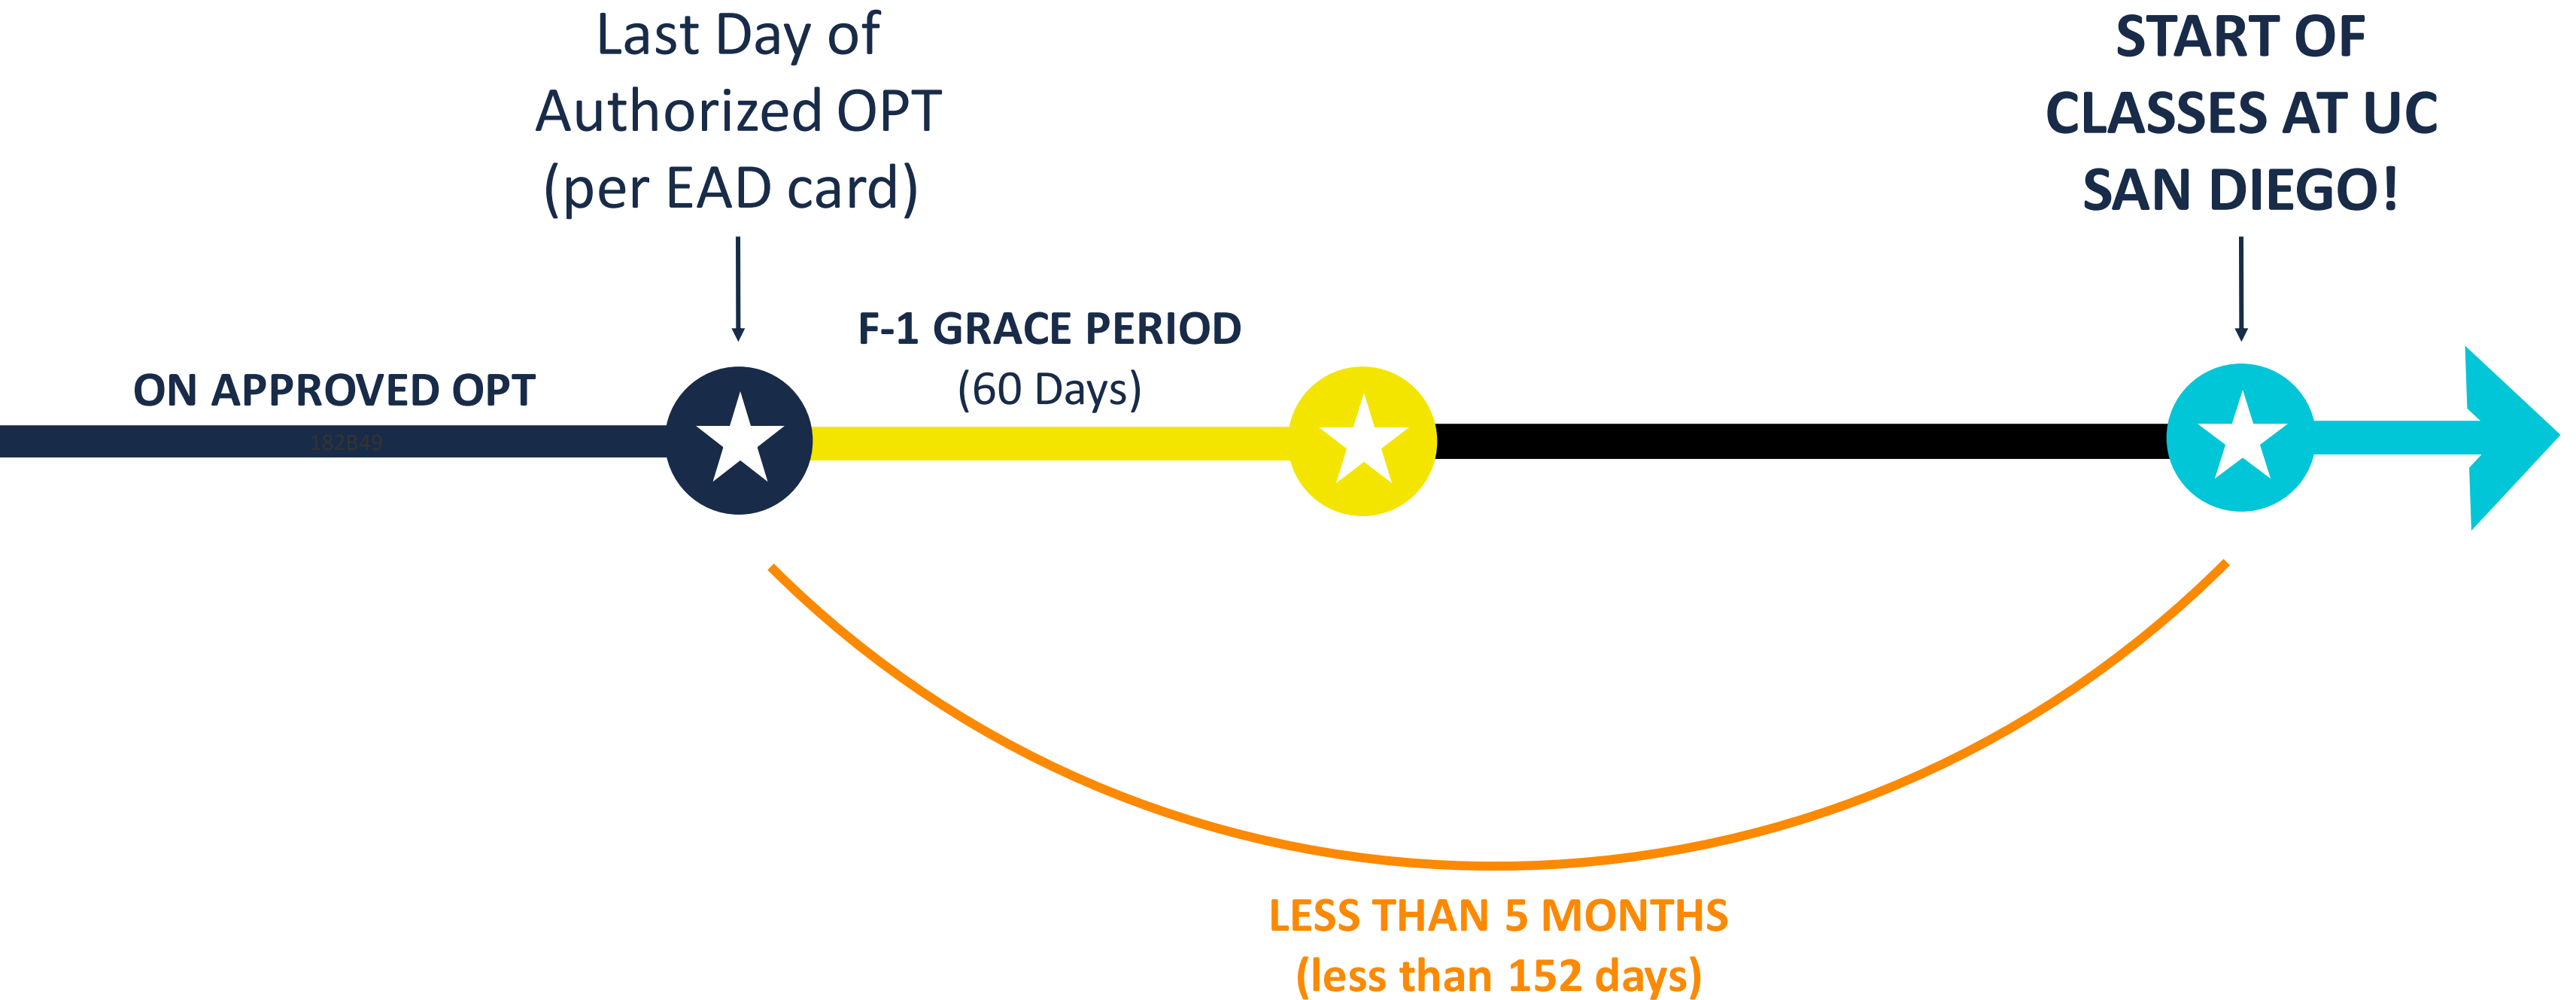 Last Day of
Authorized OPT
(per EAD card)
START OF
CLASSES AT UC
SAN DIEGO!
F-1 GRACE PERIOD
(60 Days)
ON APPROVED OPT
182B49
LESS THAN 5 MONTHS
(less than 152 days)